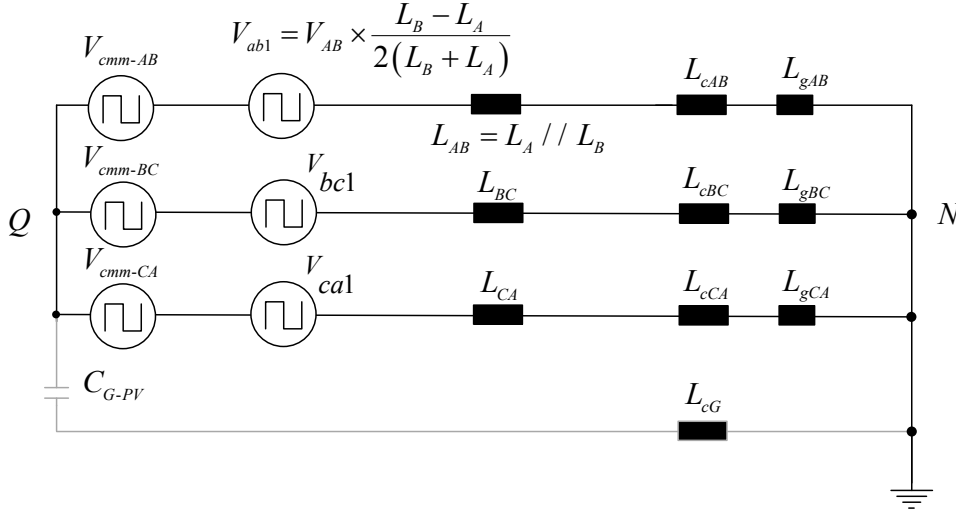 V_{cmm-AB}
V_{ab1} = V_{AB} × \frac{L_B - L_A}{2(L_B + L_A)}
L_{cAB}
L_{gAB}
L_{AB} = L_A // L_B
V_{cmm-BC}
V_{bc1}
L_{BC}
L_{cBC}
L_{gBC}
Q
N
V_{cmm-CA}
V_{ca1}
L_{CA}
L_{cCA}
L_{gCA}
C_{G-PV}
L_{cG}